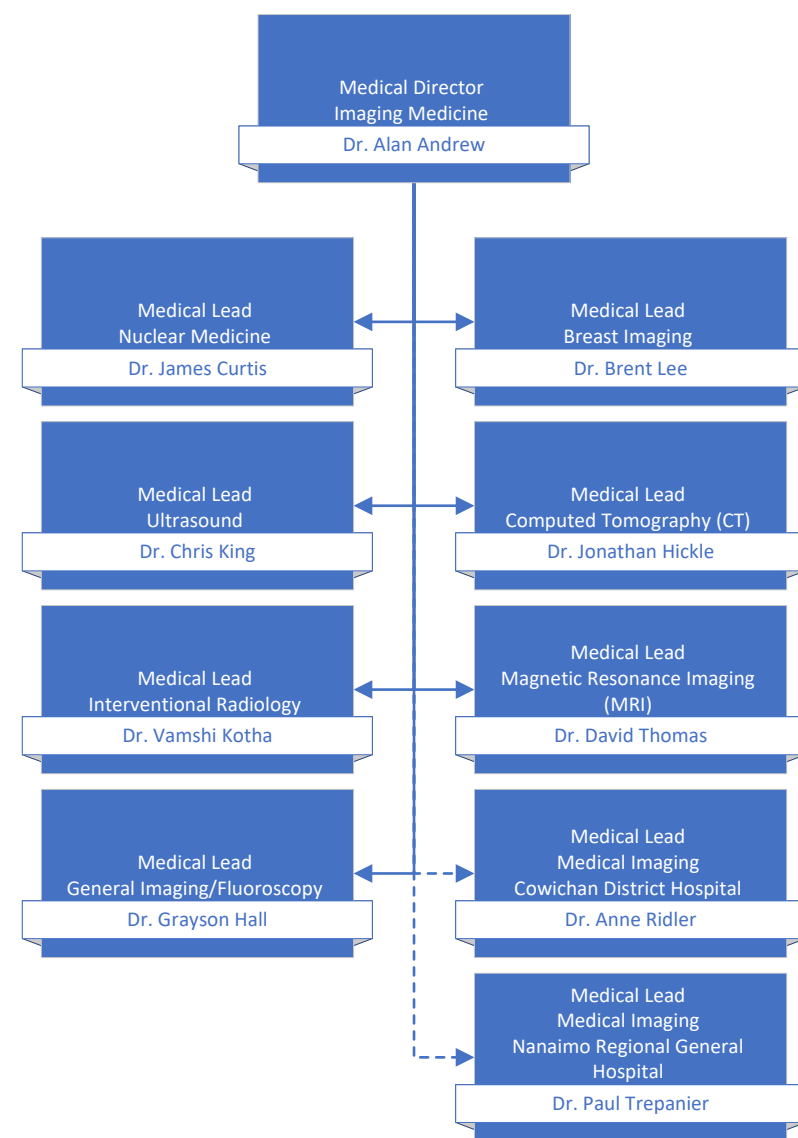 Medical Director
Imaging Medicine
Dr. Alan Andrew
Medical Lead
Nuclear Medicine
Dr. James Curtis
Medical Lead
Breast Imaging
Dr. Brent Lee
Medical Lead
Ultrasound
Dr. Chris King
Medical Lead
Computed Tomography (CT)
Dr. Jonathan Hickle
Medical Lead
Interventional Radiology
Dr. Vamshi Kotha
Medical Lead
Magnetic Resonance Imaging
(MRI)
Dr. David Thomas
Medical Lead
General Imaging/Fluoroscopy
Dr. Grayson Hall
Medical Lead
Medical Imaging
Cowichan District Hospital
Dr. Anne Ridler
Medical Lead
Medical Imaging
Nanaimo Regional General
Hospital
Dr. Paul Trepanier